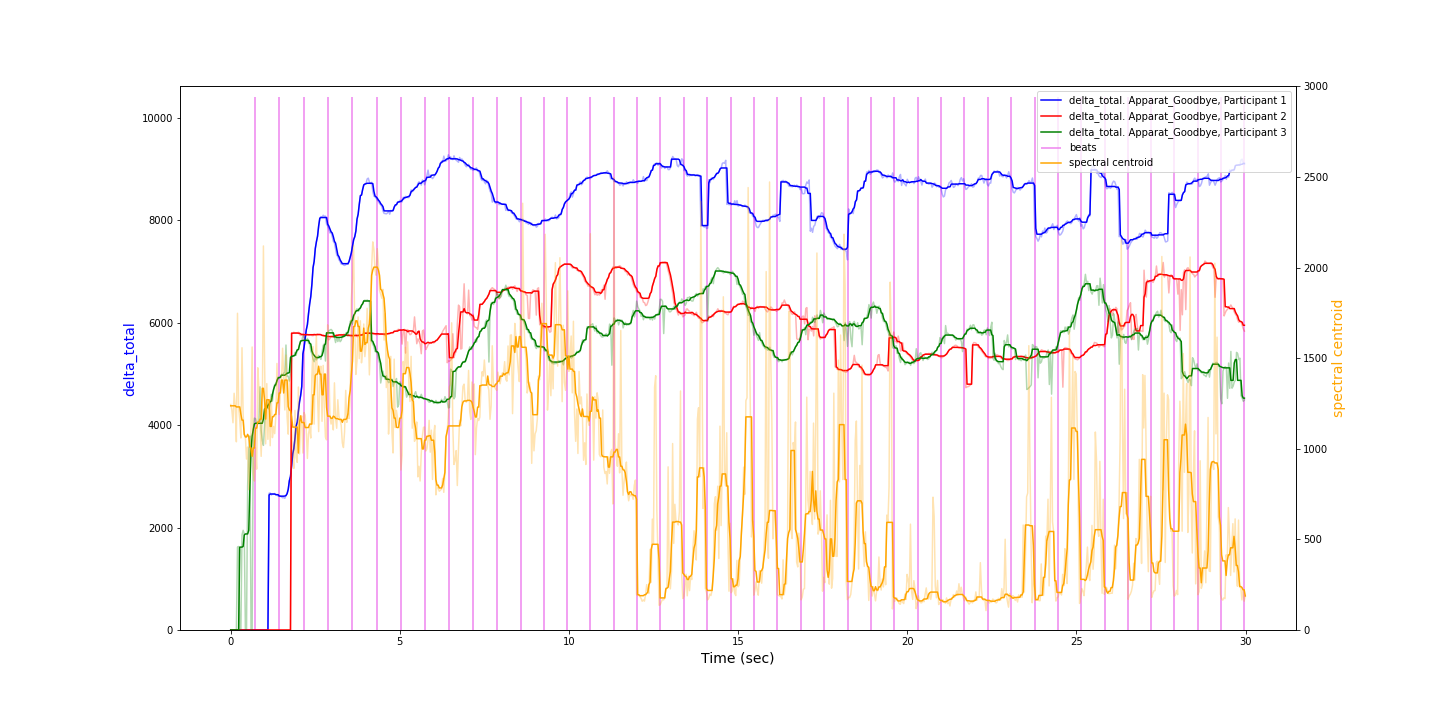 delta_total. Apparat_Goodbye, Participant 1
delta_total. Apparat_Goodbye, Participant 2
delta_total. Apparat_Goodbye, Participant 3
beats
spectral centroid
delta_total
10000
8000
6000
4000
2000
0
3000
2500
2000
1500
1000
500
0
spectral centroid
0 5 10 15 20 25 30
Time (sec)